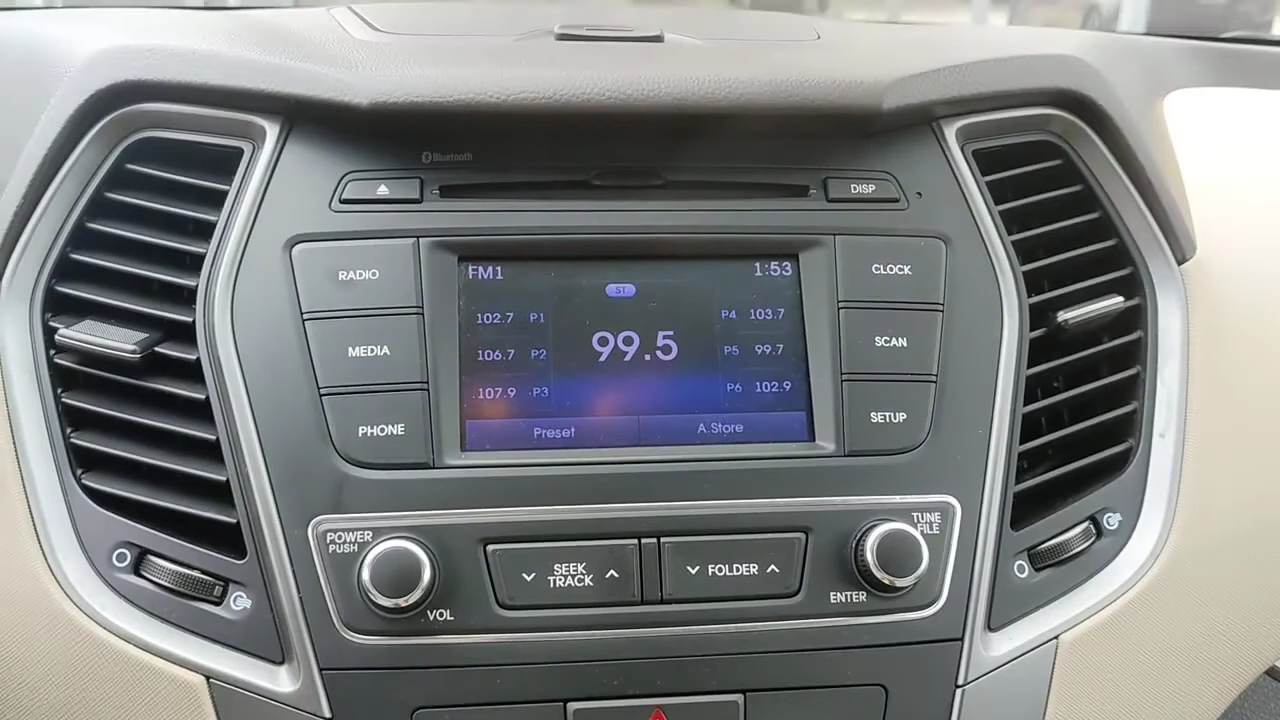 Bluetooth
DISP
RADIO
MEDIA
PHONE
FM1 1:53
ST
102.7 P1
106.7 P2
107.9 P3
99.5
P4 103.7
P5 99.7
P6 102.9
Preset A.Store
CLOCK
SCAN
SETUP
POWER
PUSH
VOL
SEEK
TRACK
FOLDER
TUNE
FILE
ENTER